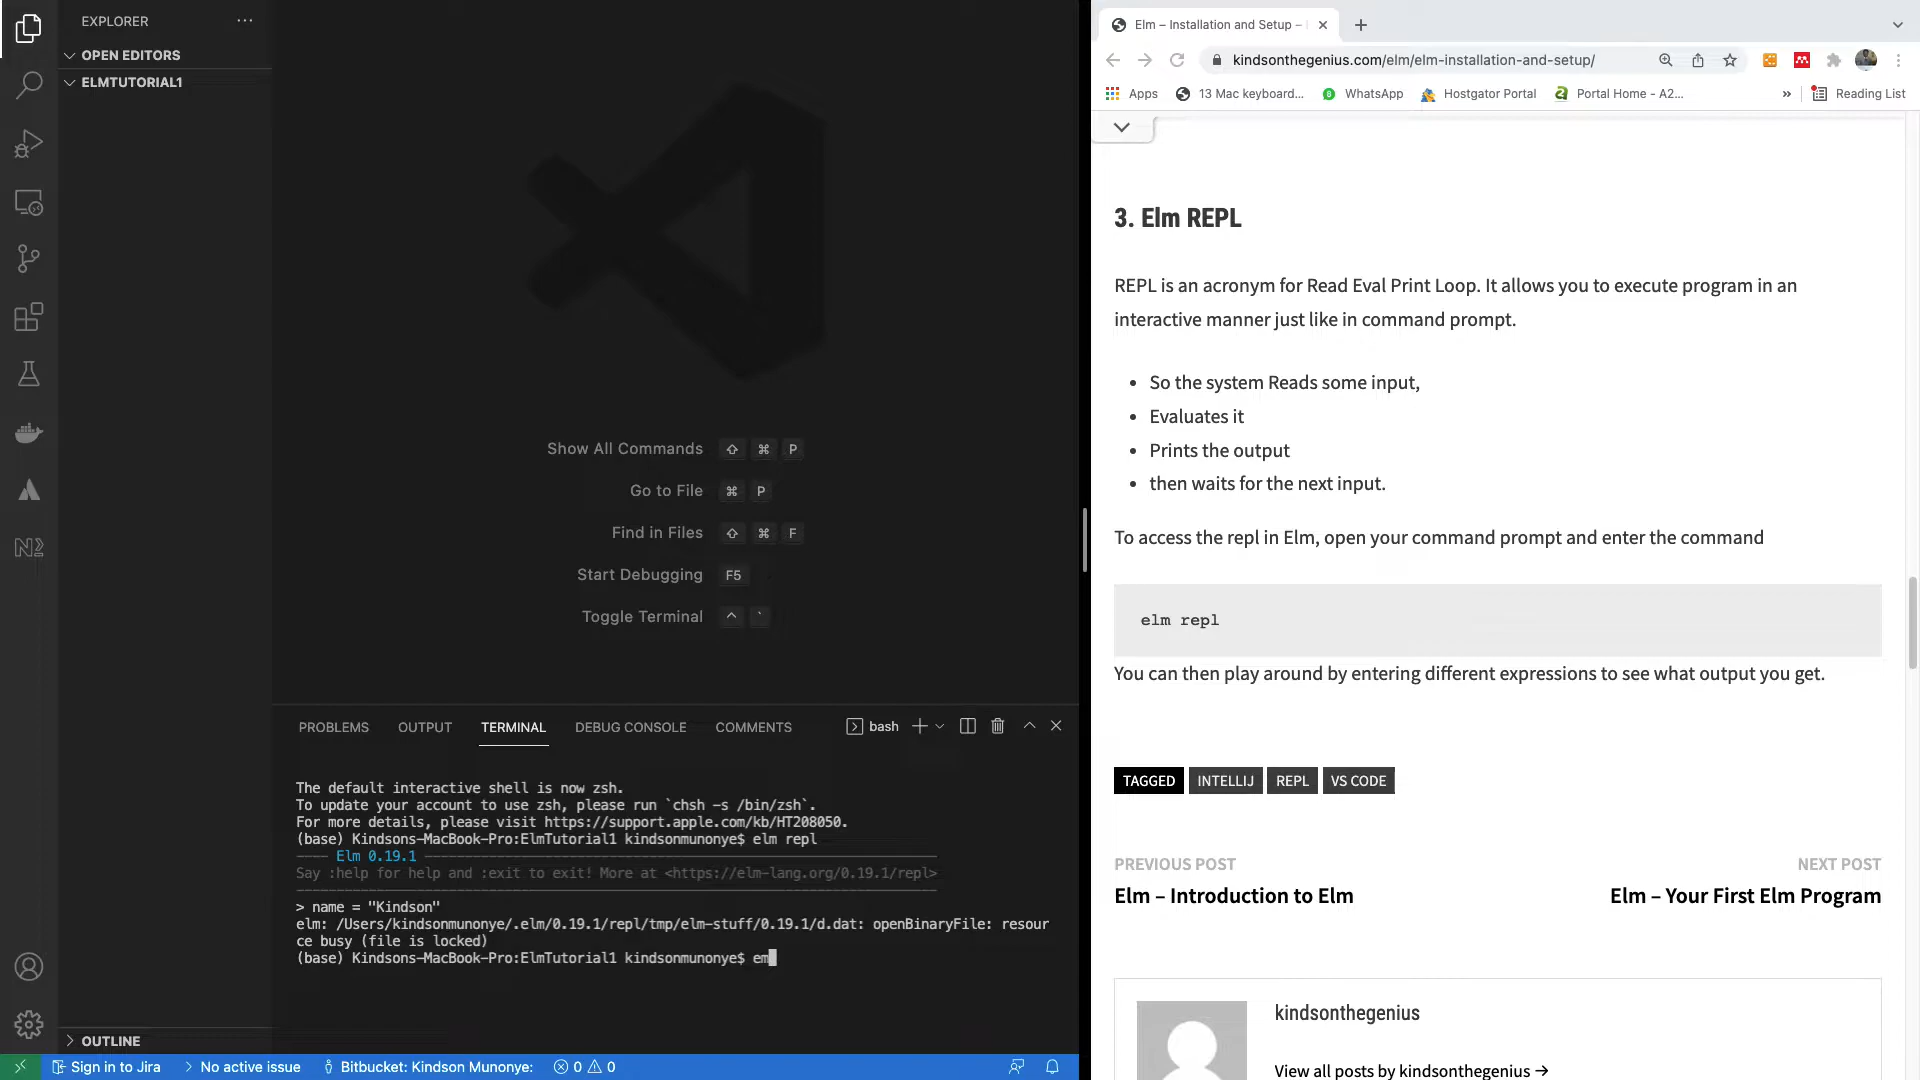 EXPLORER
OPEN EDITORS
ELMTUTORIAL1
Show All Commands ⇧ ⌘ P
Go to File ⌘ P
Find in Files ⇧ ⌘ F
Start Debugging F5
Toggle Terminal ^ `
PROBLEMS OUTPUT TERMINAL DEBUG CONSOLE COMMENTS bash
The default interactive shell is now zsh.
To update your account to use zsh, please run `chsh -s /bin/zsh`.
For more details, please visit https://support.apple.com/kb/HT208050.
(base) Kindsons-MacBook-Pro:ElmTutorial1 kindsonmunonye$ elm repl
---- Elm 0.19.1 ----------------------------------------------------------------
Say :help for help and :exit to exit! More at <https://elm-lang.org/0.19.1/repl>
--------------------------------------------------------------------------------
> name = "Kindson"
elm: /Users/kindsonmunonye/.elm/0.19.1/repl/tmp/elm-stuff/0.19.1/d.dat: openBinaryFile: resour
ce busy (file is locked)
(base) Kindsons-MacBook-Pro:ElmTutorial1 kindsonmunonye$ em
OUTLINE
Sign in to Jira No active issue Bitbucket: Kindson Munonye: 0 0
Elm – Installation and Setup –
kindsonthegenius.com/elm/elm-installation-and-setup/
Apps 13 Mac keyboard... WhatsApp Hostgator Portal Portal Home - A2... » Reading List
3. Elm REPL
REPL is an acronym for Read Eval Print Loop. It allows you to execute program in an
interactive manner just like in command prompt.
• So the system Reads some input,
• Evaluates it
• Prints the output
• then waits for the next input.
To access the repl in Elm, open your command prompt and enter the command
elm repl
You can then play around by entering different expressions to see what output you get.
TAGGED INTELLIJ REPL VS CODE
PREVIOUS POST NEXT POST
Elm – Introduction to Elm Elm – Your First Elm Program
kindsonthegenius
View all posts by kindsonthegenius →